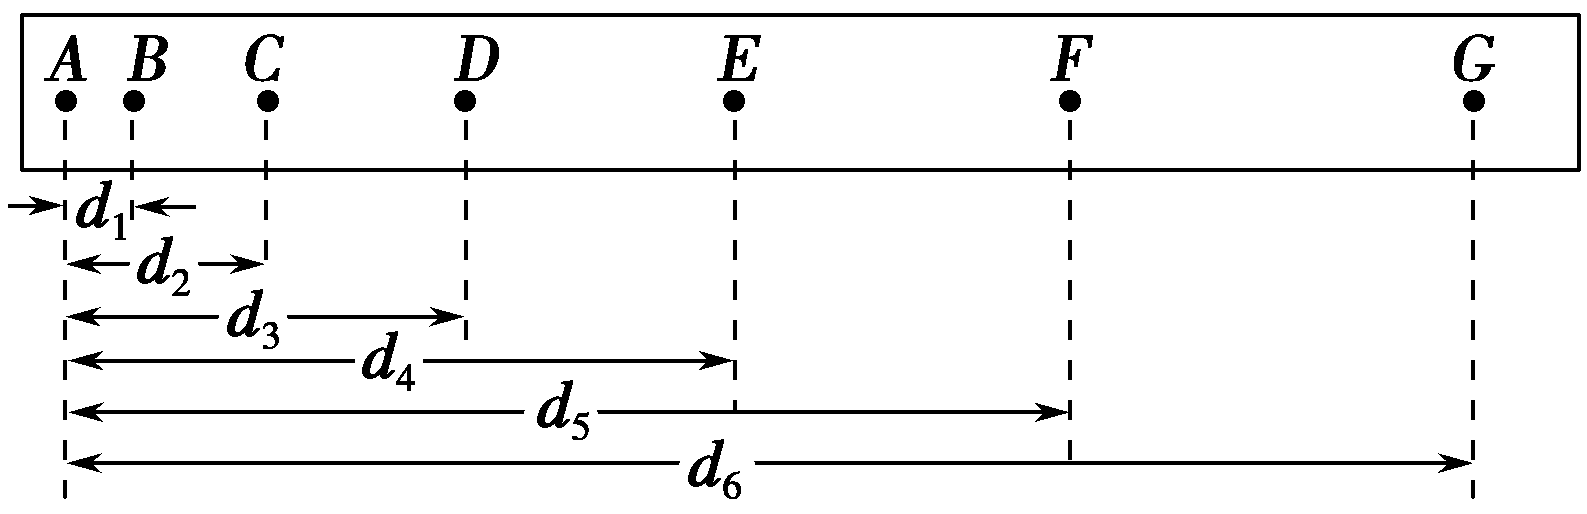 A B C D E F G
d₁
d₂
d₃
d₄
d₅
d₆